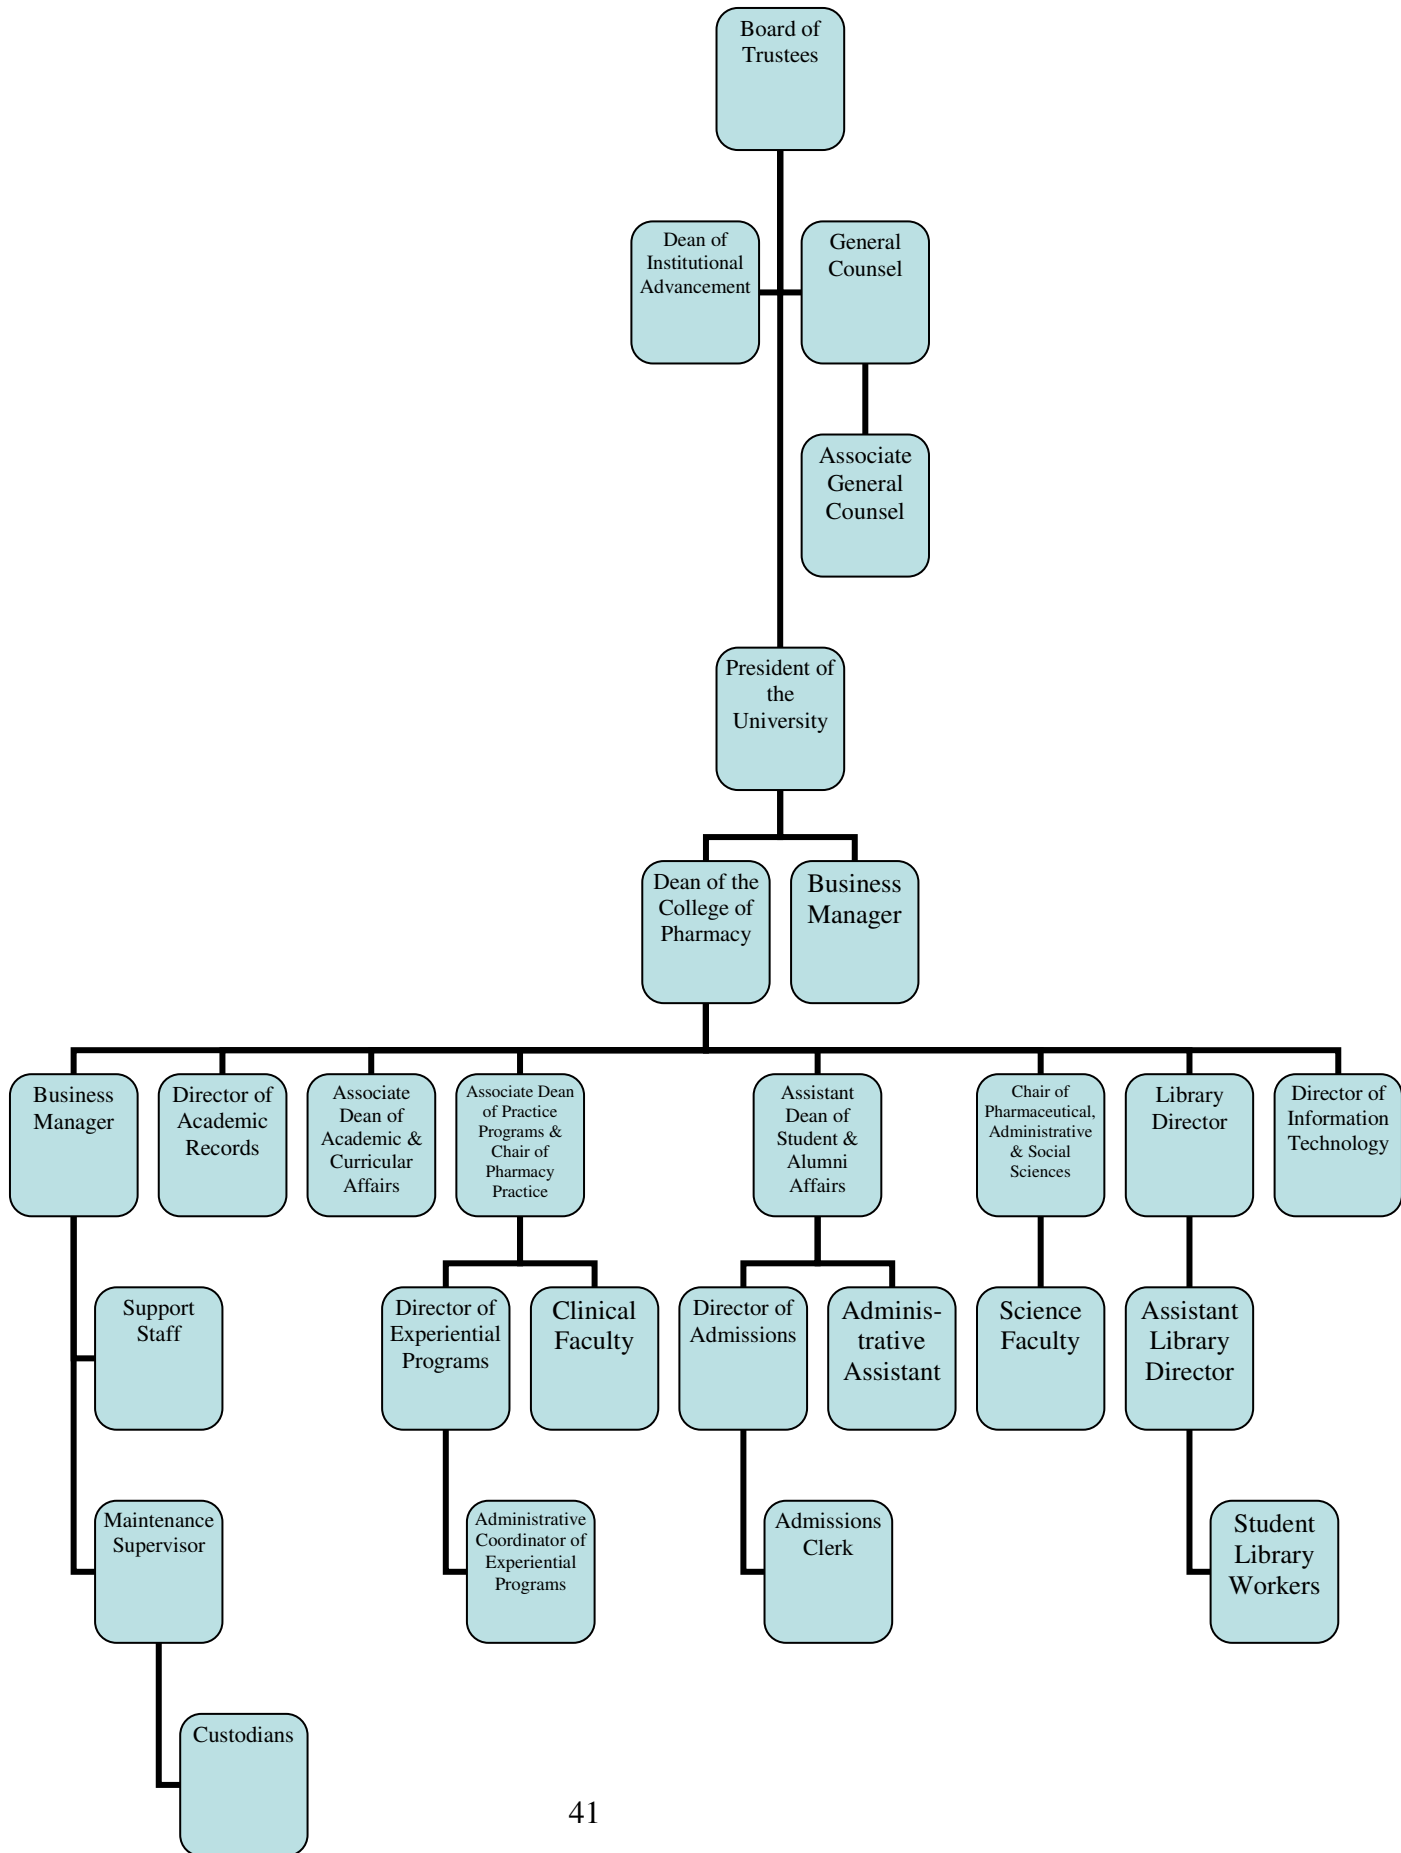 Board of
Trustees
Dean of
Institutional
Advancement
General
Counsel
Associate
General
Counsel
President of
the
University
Dean of the
College of
Pharmacy
Business
Manager
Business
Manager
Director of
Academic
Records
Associate
Dean of
Academic &
Curricular
Affairs
Associate Dean
of Practice
Programs &
Chair of
Pharmacy
Practice
Assistant
Dean of
Student &
Alumni
Affairs
Chair of
Pharmaceutical,
Administrative
& Social
Sciences
Library
Director
Director of
Information
Technology
Support
Staff
Director of
Experiential
Programs
Clinical
Faculty
Director of
Admissions
Adminis-
trative
Assistant
Science
Faculty
Assistant
Library
Director
Maintenance
Supervisor
Administrative
Coordinator of
Experiential
Programs
Admissions
Clerk
Student
Library
Workers
Custodians
41